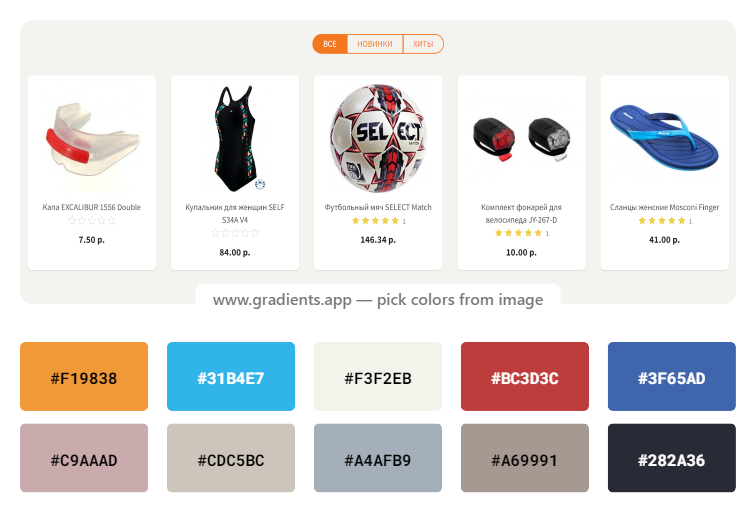 ВСЕ НОВИНКИ ХИТЫ
SELECT
MATCH
Капа EXCALIBUR 1556 Double
7.50 р.
Купальник для женщин SELF
S34A V4
84.00 р.
Футбольный мяч SELECT Match
1
146.34 р.
Комплект фонарей для
велосипеда JY-267-D
1
10.00 р.
Сланцы женские Mosconi Finger
1
41.00 р.
www.gradients.app — pick colors from image
#F19838
#31B4E7
#F3F2EB
#BC3D3C
#3F65AD
#C9AAAD
#CDC5BC
#A4AFB9
#A69991
#282A36